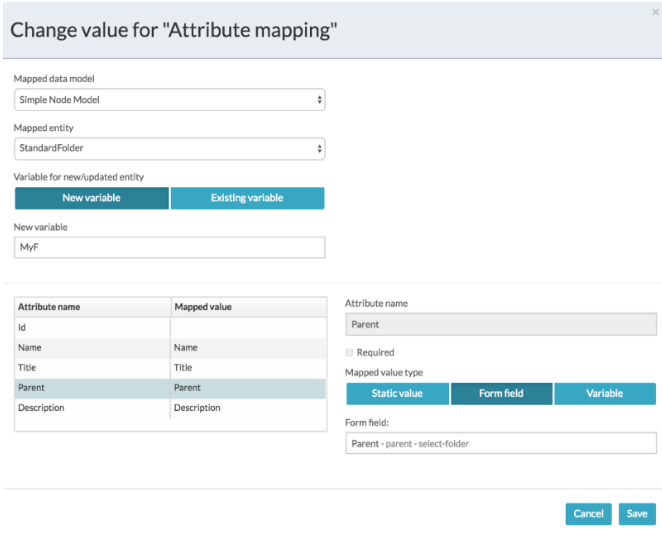 Change value for "Attribute mapping"
×
Mapped data model
Simple Node Model
Mapped entity
StandardFolder
Variable for new/updated entity
New variable Existing variable
New variable
MyF
Attribute name Mapped value
Id
Name Name
Title Title
Parent Parent
Description Description
Attribute name
Parent
Required
Mapped value type
Static value Form field Variable
Form field:
Parent - parent - select-folder
Cancel Save